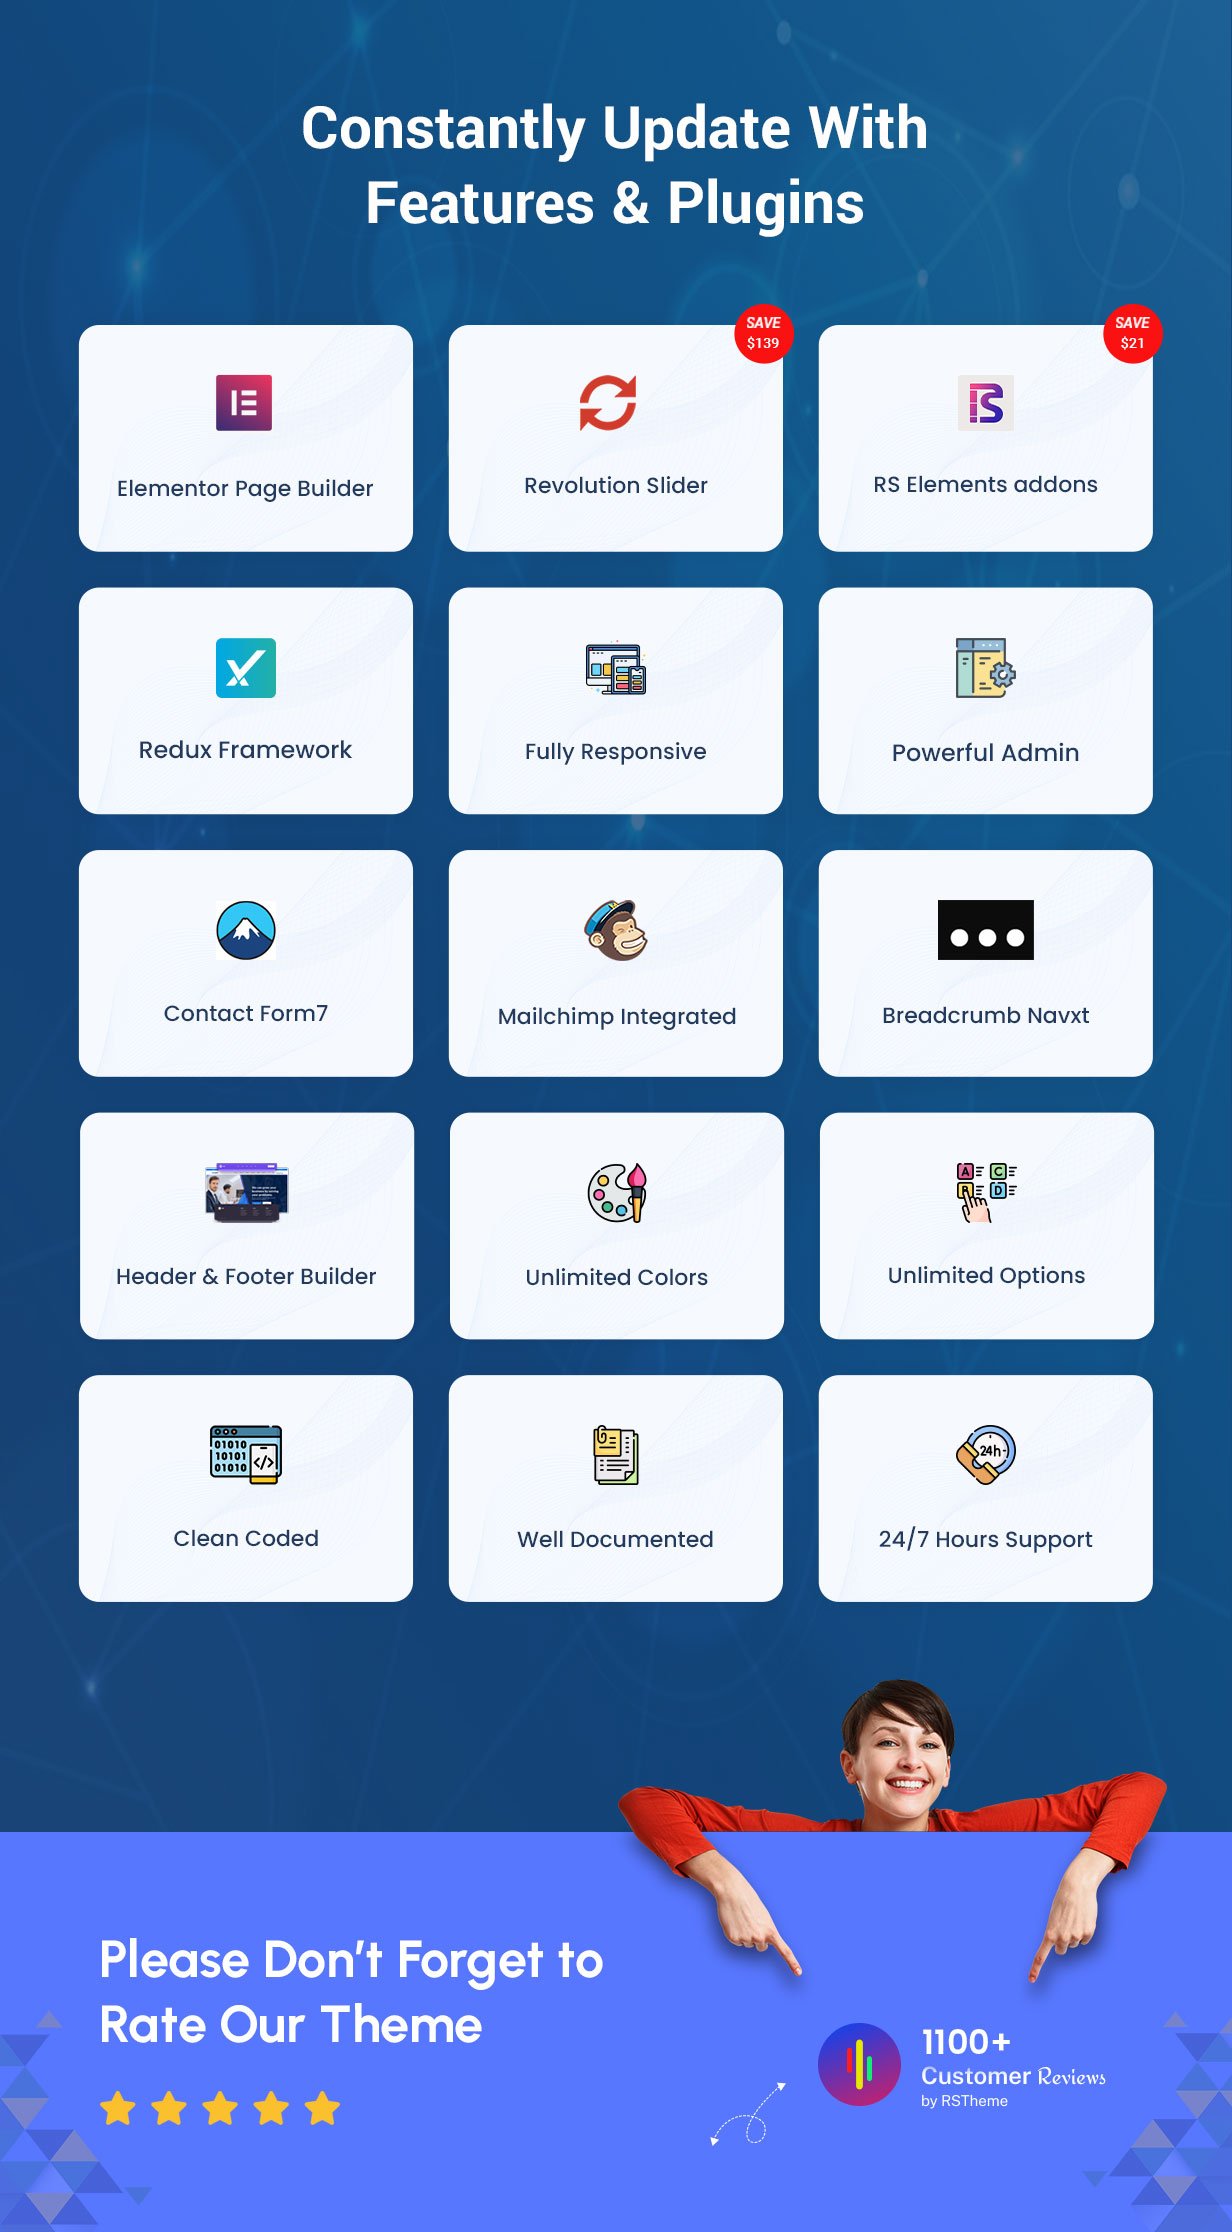 Constantly Update With
Features & Plugins
SAVE
$139
SAVE
$21
Elementor Page Builder
Revolution Slider
RS Elements addons
Redux Framework
Fully Responsive
Powerful Admin
Contact Form7
Mailchimp Integrated
Breadcrumb Navxt
A
C
D
Header & Footer Builder
Unlimited Colors
Unlimited Options
01010
10101
01010
</>
24h
Clean Coded
Well Documented
24/7 Hours Support
Please Don't Forget to
Rate Our Theme
1100+
Customer Reviews
by RSTheme